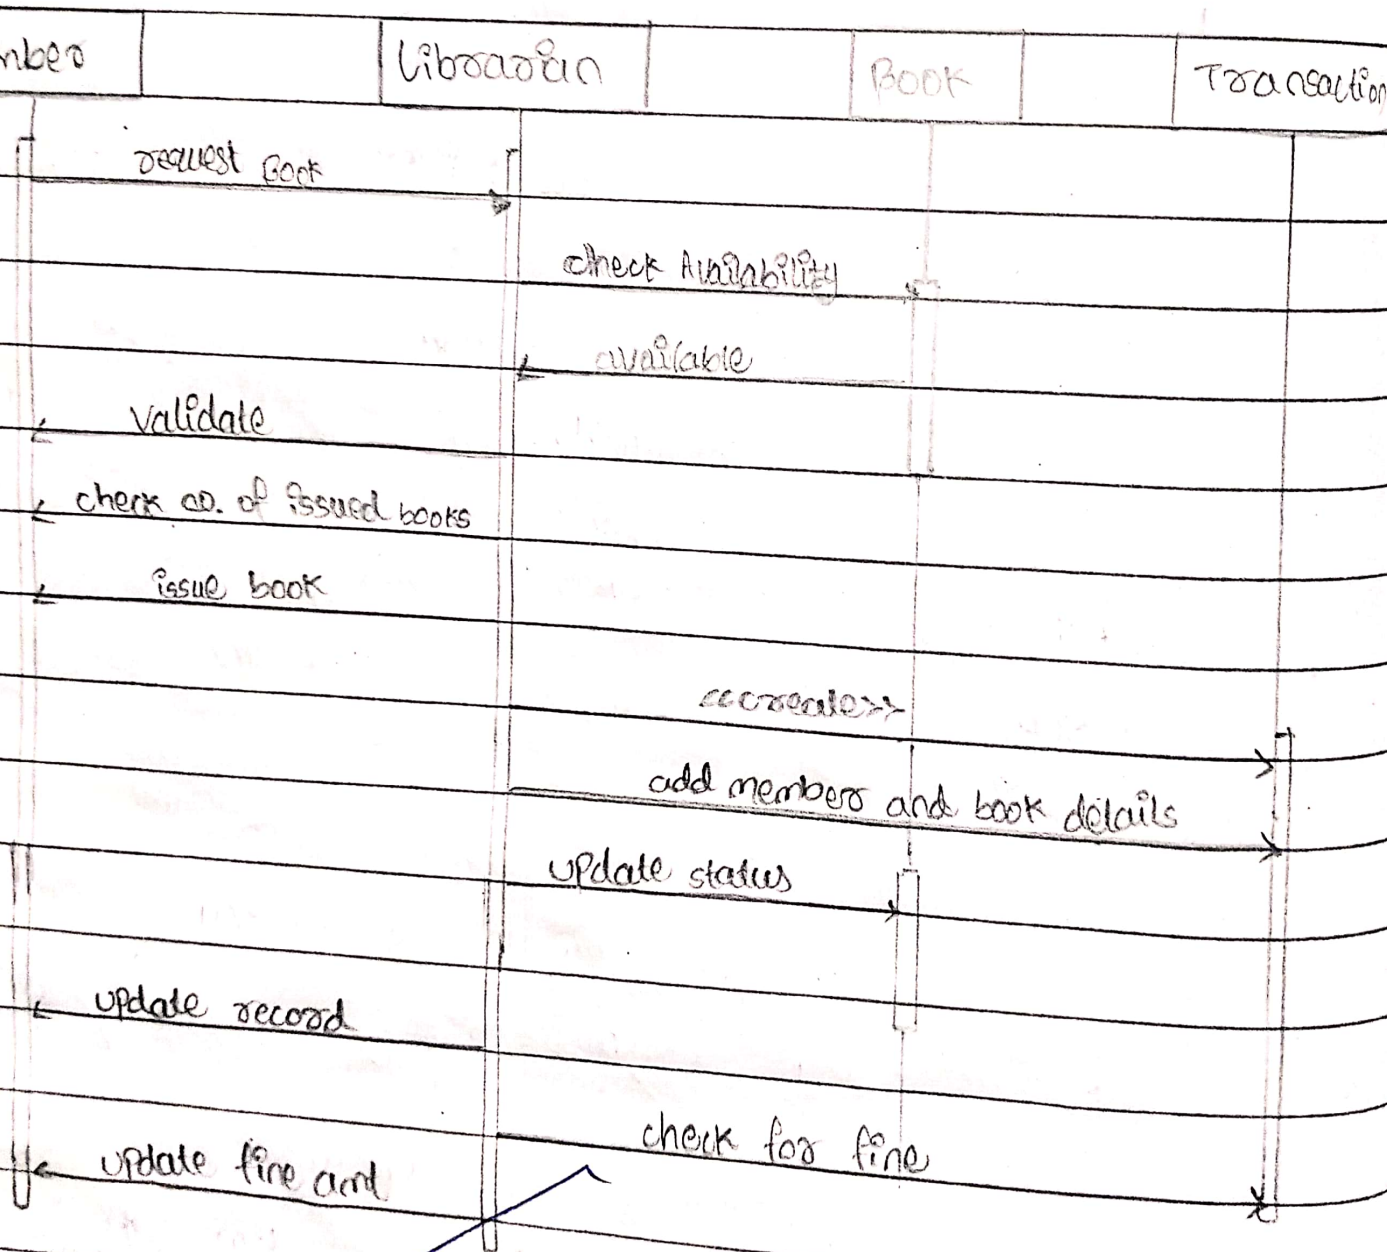 mber Librarian Book Transaction
request Book
check Availability
available
validate
check no. of issued books
issue book
<<create>>
add member and book details
update status
update record
check for fine
update fine amt